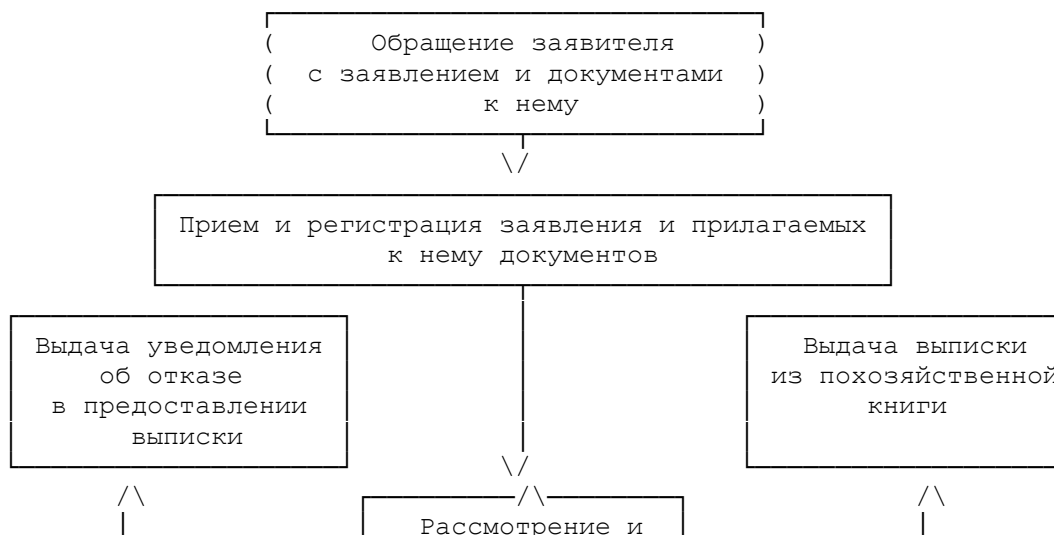 Обращение заявителя
с заявлением и документами
к нему
Прием и регистрация заявления и прилагаемых
к нему документов
Выдача уведомления
об отказе
в предоставлении
выписки
Выдача выписки
из похозяйственной
книги
Рассмотрение и